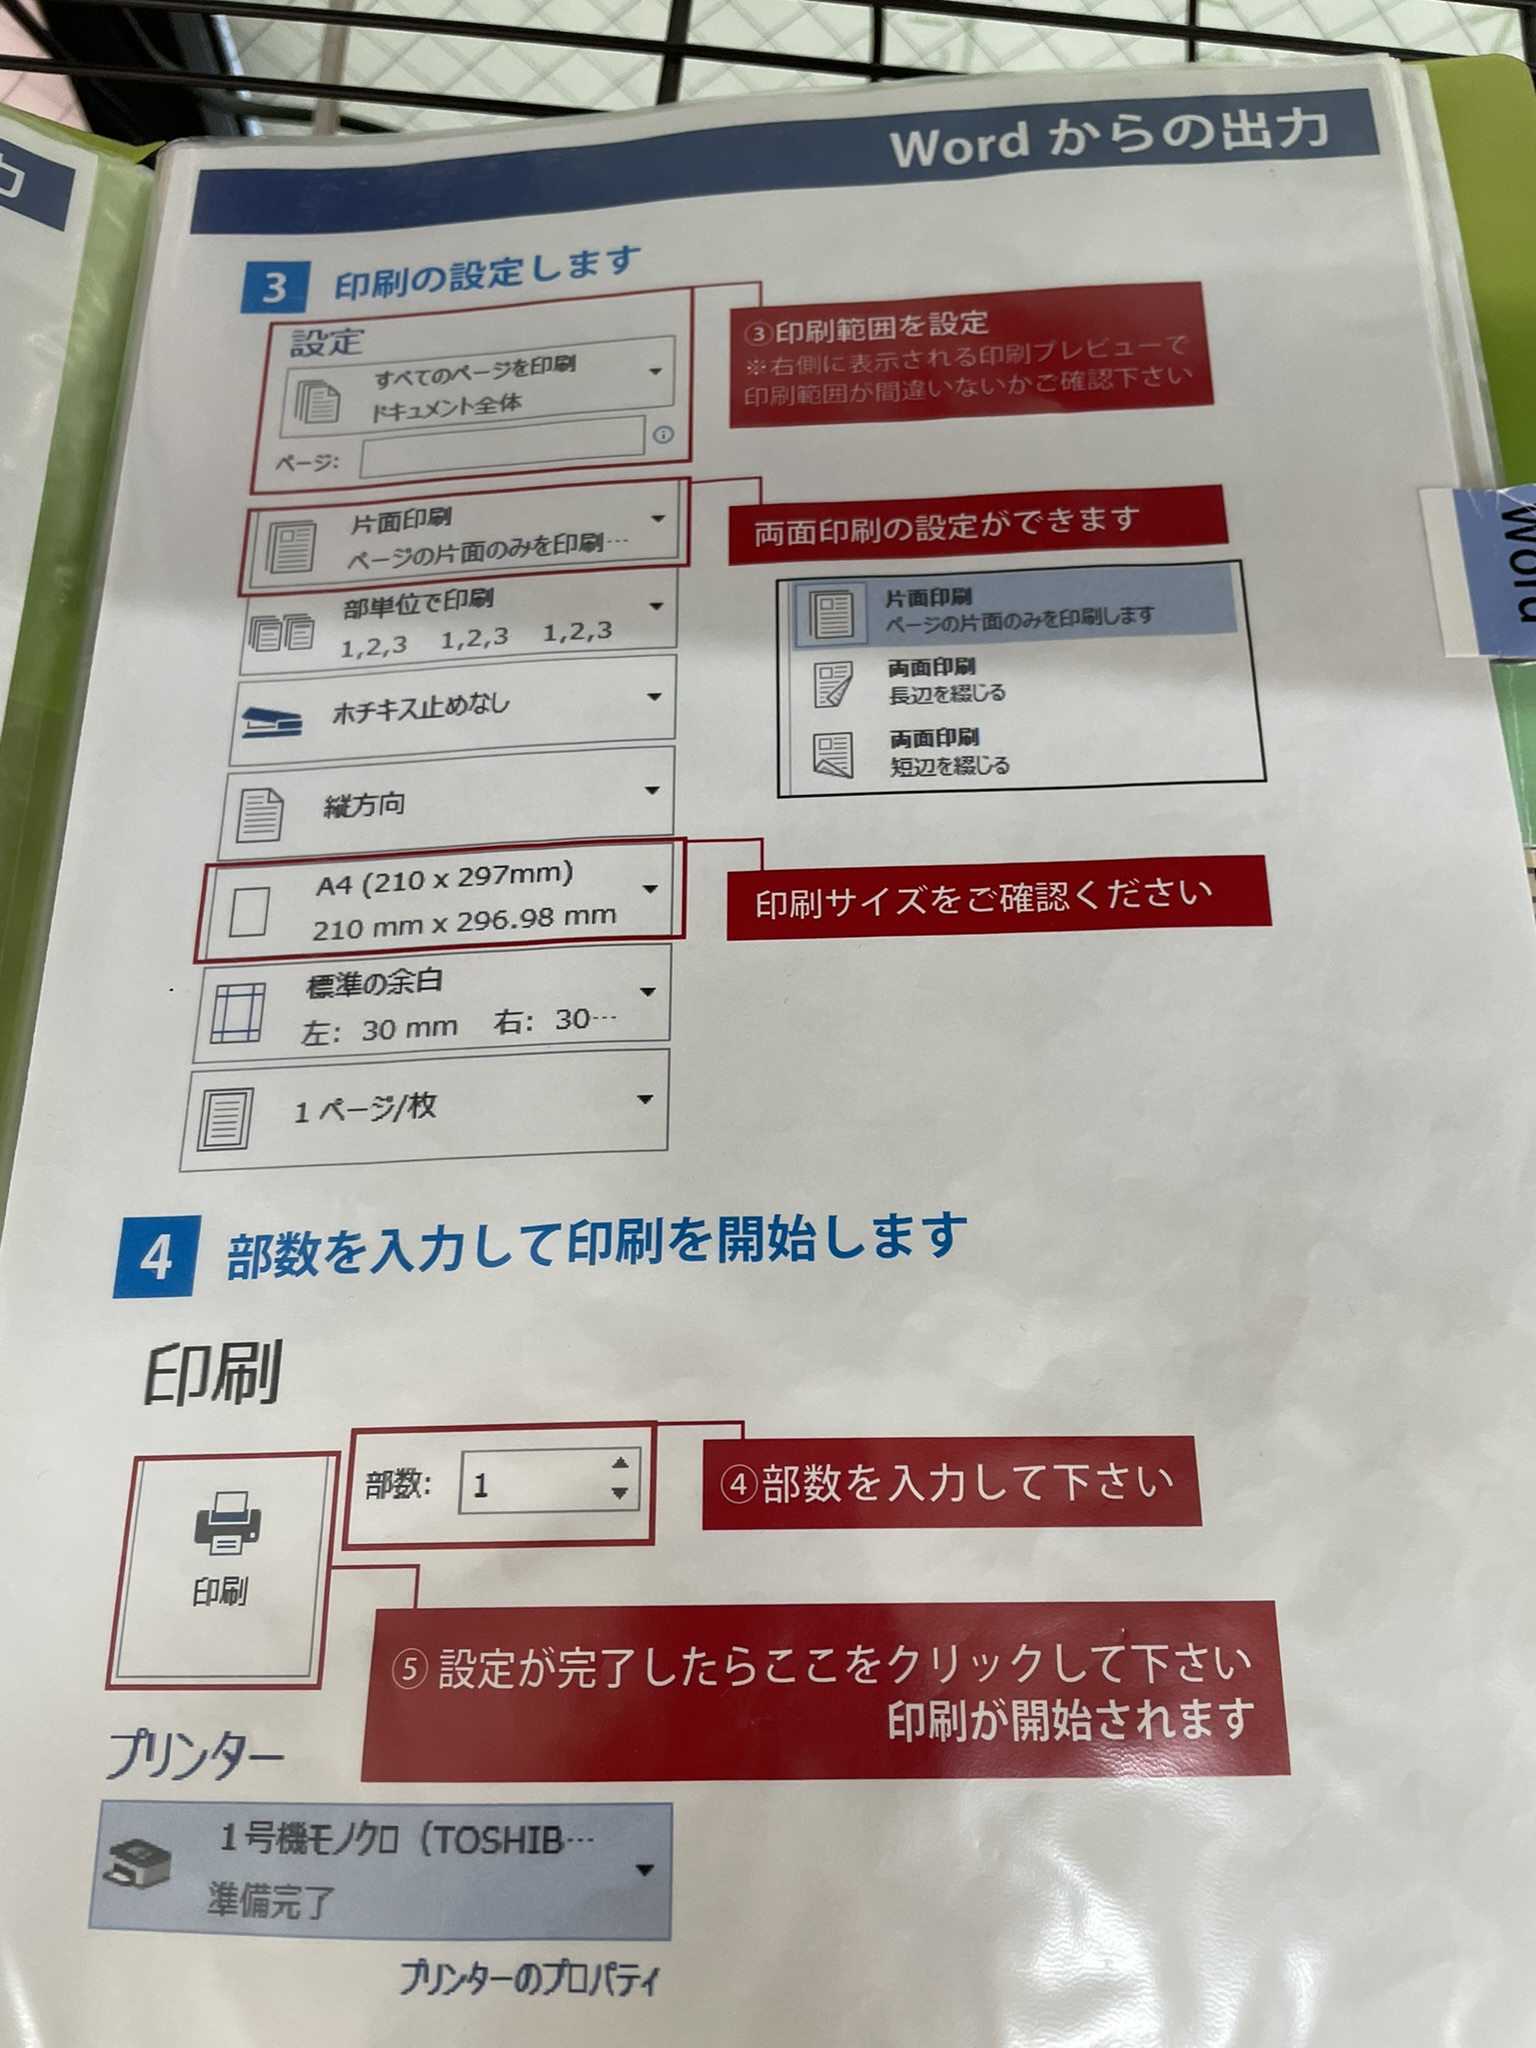 力
Word からの出力
3 印刷の設定します
設定
すべてのページを印刷
ドキュメント全体
ページ:
③印刷範囲を設定
※右側に表示される印刷プレビューで
印刷範囲が間違いないかご確認下さい
片面印刷
ページの片面のみを印刷…
両面印刷の設定ができます
部単位で印刷
1,2,3 1,2,3 1,2,3
片面印刷
ページの片面のみを印刷します
両面印刷
長辺を綴じる
両面印刷
短辺を綴じる
Word
ホチキス止めなし
縦方向
A4 (210 x 297mm)
210 mm x 296.98 mm
印刷サイズをご確認ください
標準の余白
左: 30 mm 右: 30…
1 ページ/枚
4 部数を入力して印刷を開始します
印刷
印刷
部数: 1
④部数を入力して下さい
⑤ 設定が完了したらここをクリックして下さい
印刷が開始されます
プリンター
1号機モノクロ (TOSHIB…
準備完了
プリンターのプロパティ